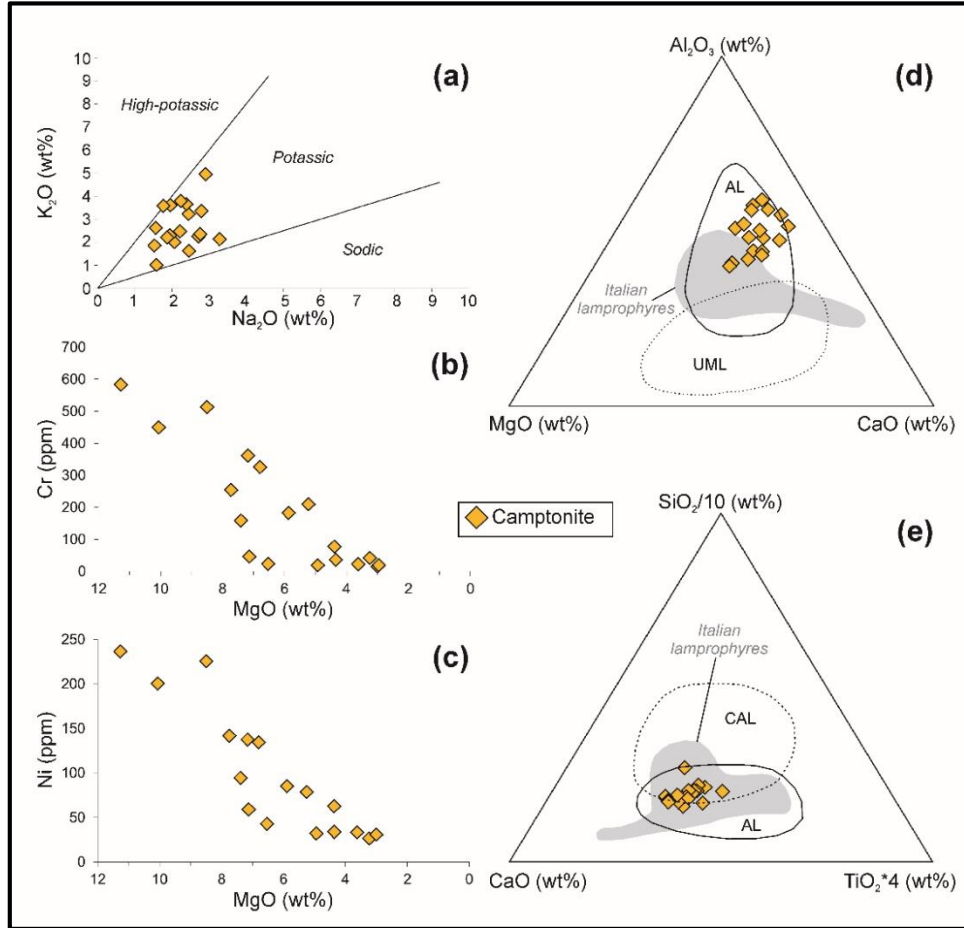 (a)
10
9
8
7
6
5
4
3
2
1
0
K₂O (wt%)
High-potassic
Potassic
Sodic
0 1 2 3 4 5 6 7 8 9 10
Na₂O (wt%)
(b)
700
600
500
400
300
200
100
0
Cr (ppm)
12 10 8 6 4 2 0
MgO (wt%)
(c)
250
200
150
100
50
0
Ni (ppm)
12 10 8 6 4 2 0
MgO (wt%)
Al₂O₃ (wt%)
(d)
AL
Italian
lamprophyres
UML
MgO (wt%) CaO (wt%)
Camptonite
SiO₂/10 (wt%)
(e)
Italian
lamprophyres
CAL
AL
CaO (wt%) TiO₂*4 (wt%)